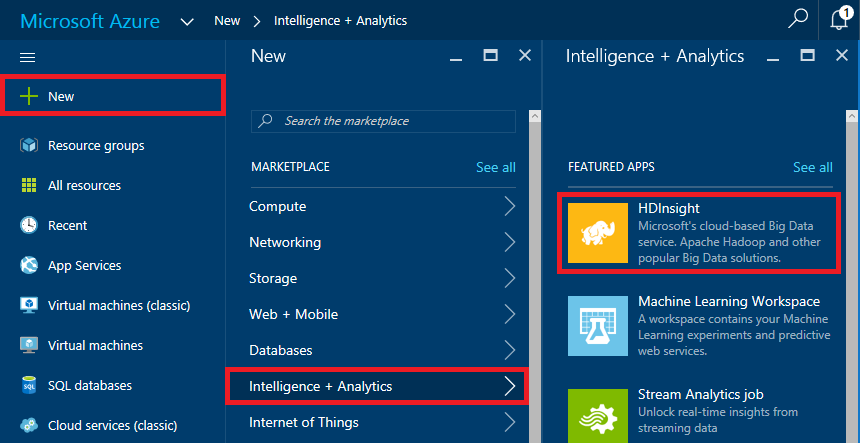 Microsoft Azure
New > Intelligence + Analytics
1
New
Resource groups
All resources
Recent
App Services
Virtual machines (classic)
Virtual machines
SQL databases
Cloud services (classic)
New
Search the marketplace
MARKETPLACE See all
Compute
Networking
Storage
Web + Mobile
Databases
Intelligence + Analytics
Internet of Things
Intelligence + Analytics
FEATURED APPS See all
HDInsight
Microsoft's cloud-based Big Data
service. Apache Hadoop and other
popular Big Data solutions.
Machine Learning Workspace
A workspace contains your Machine
Learning experiments and predictive
web services.
Stream Analytics job
Unlock real-time insights from
streaming data